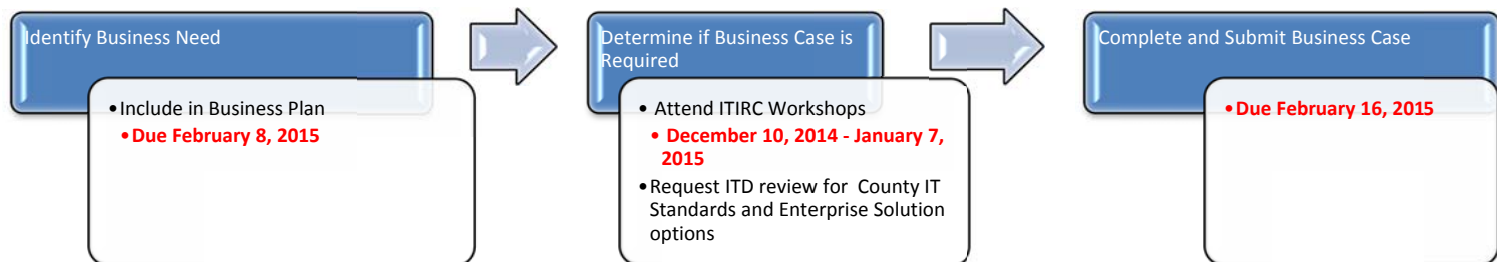 Identify Business Need
• Include in Business Plan
• Due February 8, 2015
Determine if Business Case is
Required
• Attend ITIRC Workshops
• December 10, 2014 - January 7,
2015
• Request ITD review for County IT
Standards and Enterprise Solution
options
Complete and Submit Business Case
• Due February 16, 2015